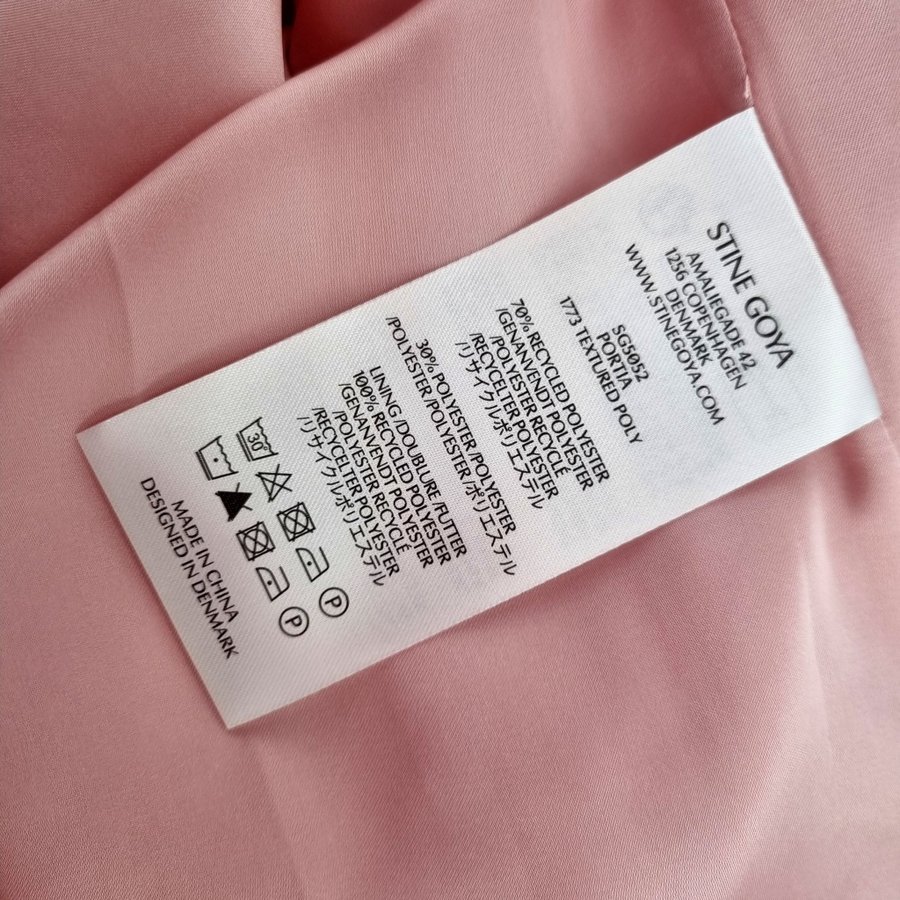 STINE GOYA
AMALIEGADE 42
1256 COPENHAGEN
DENMARK
WWW.STINEGOYA.COM
SG5052
PORTIA
1773 TEXTURED POLY
70% RECYCLED POLYESTER
/GENANVENDT POLYESTER
/POLYESTER RECYCLÉ
/RECYCELTER POLYESTER
/リサイクルポリエステル
30% POLYESTER /POLYESTER
/POLYESTER /POLYESTER /ポリエステル
LINING /DOUBLURE /FUTTER
100% RECYCLED POLYESTER
/GENANVENDT POLYESTER
/POLYESTER RECYCLÉ
/RECYCELTER POLYESTER
/リサイクルポリエステル
30 P
P
MADE IN CHINA
DESIGNED IN DENMARK